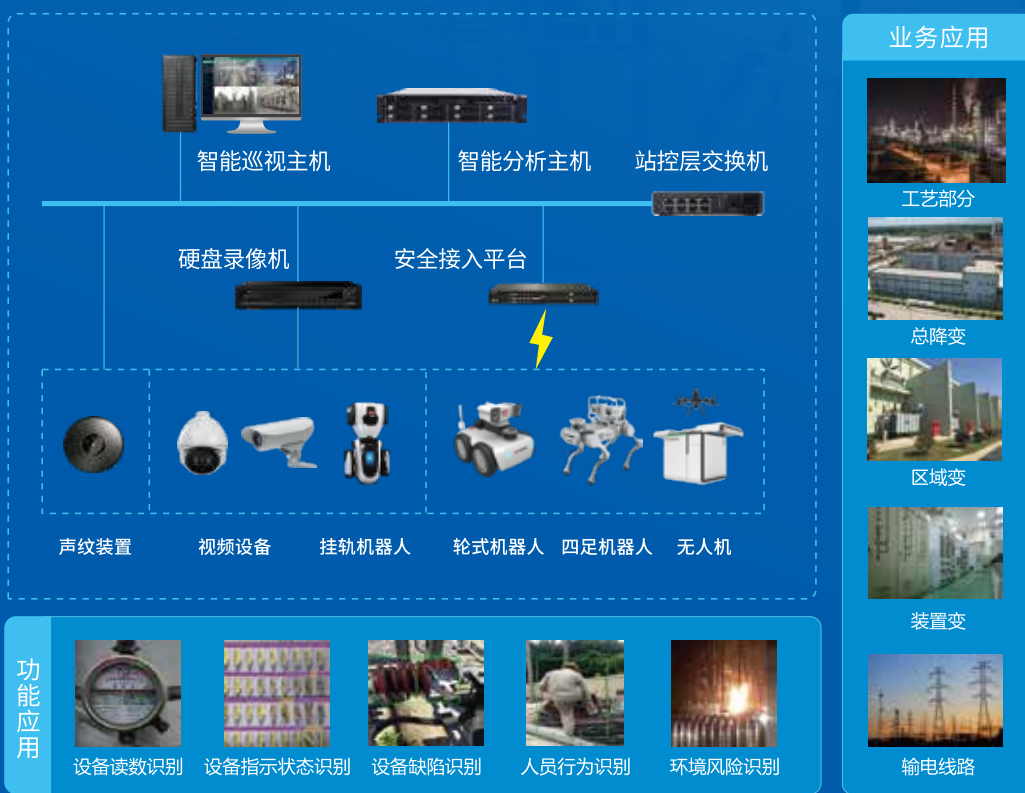 智能巡视主机
智能分析主机
站控层交换机
硬盘录像机
安全接入平台
声纹装置
视频设备
挂轨机器人
轮式机器人
四足机器人
无人机
功能应用
设备读数识别
设备指示状态识别
设备缺陷识别
人员行为识别
环境风险识别
业务应用
工艺部分
总降变
区域变
装置变
输电线路